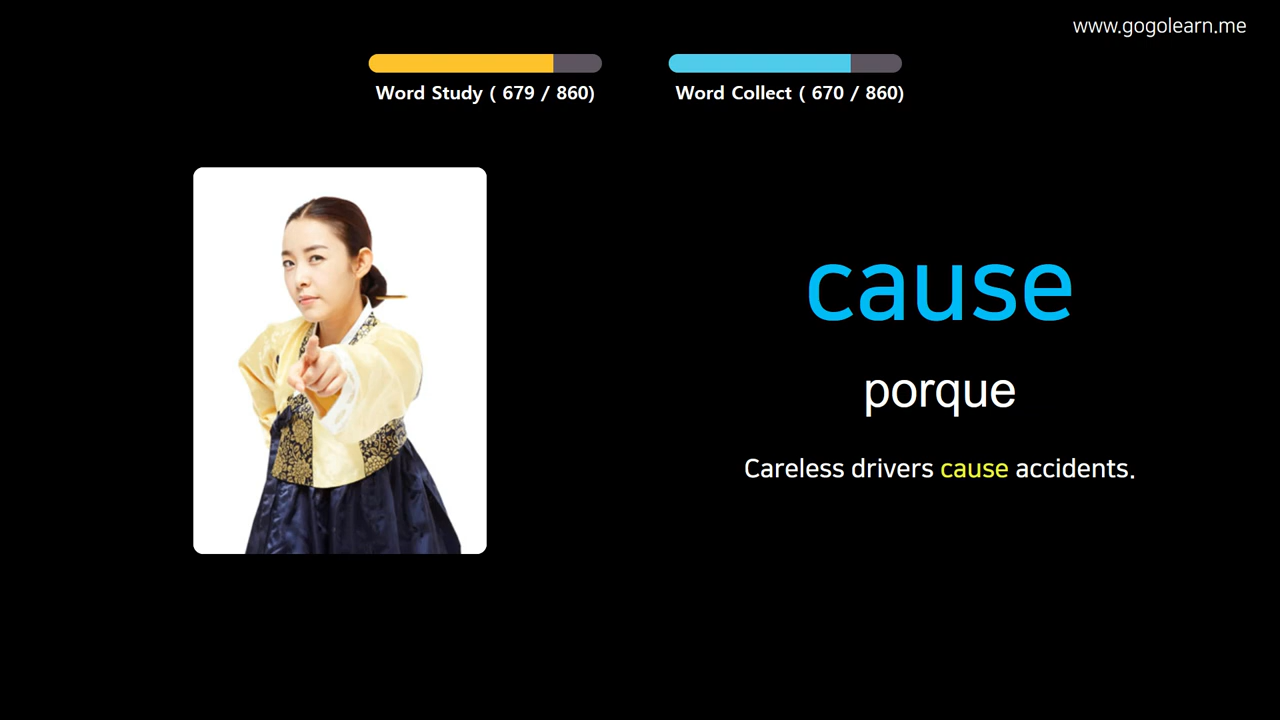 www.gogolearn.me
Word Study ( 679 / 860)
Word Collect ( 670 / 860)
cause
porque
Careless drivers cause accidents.